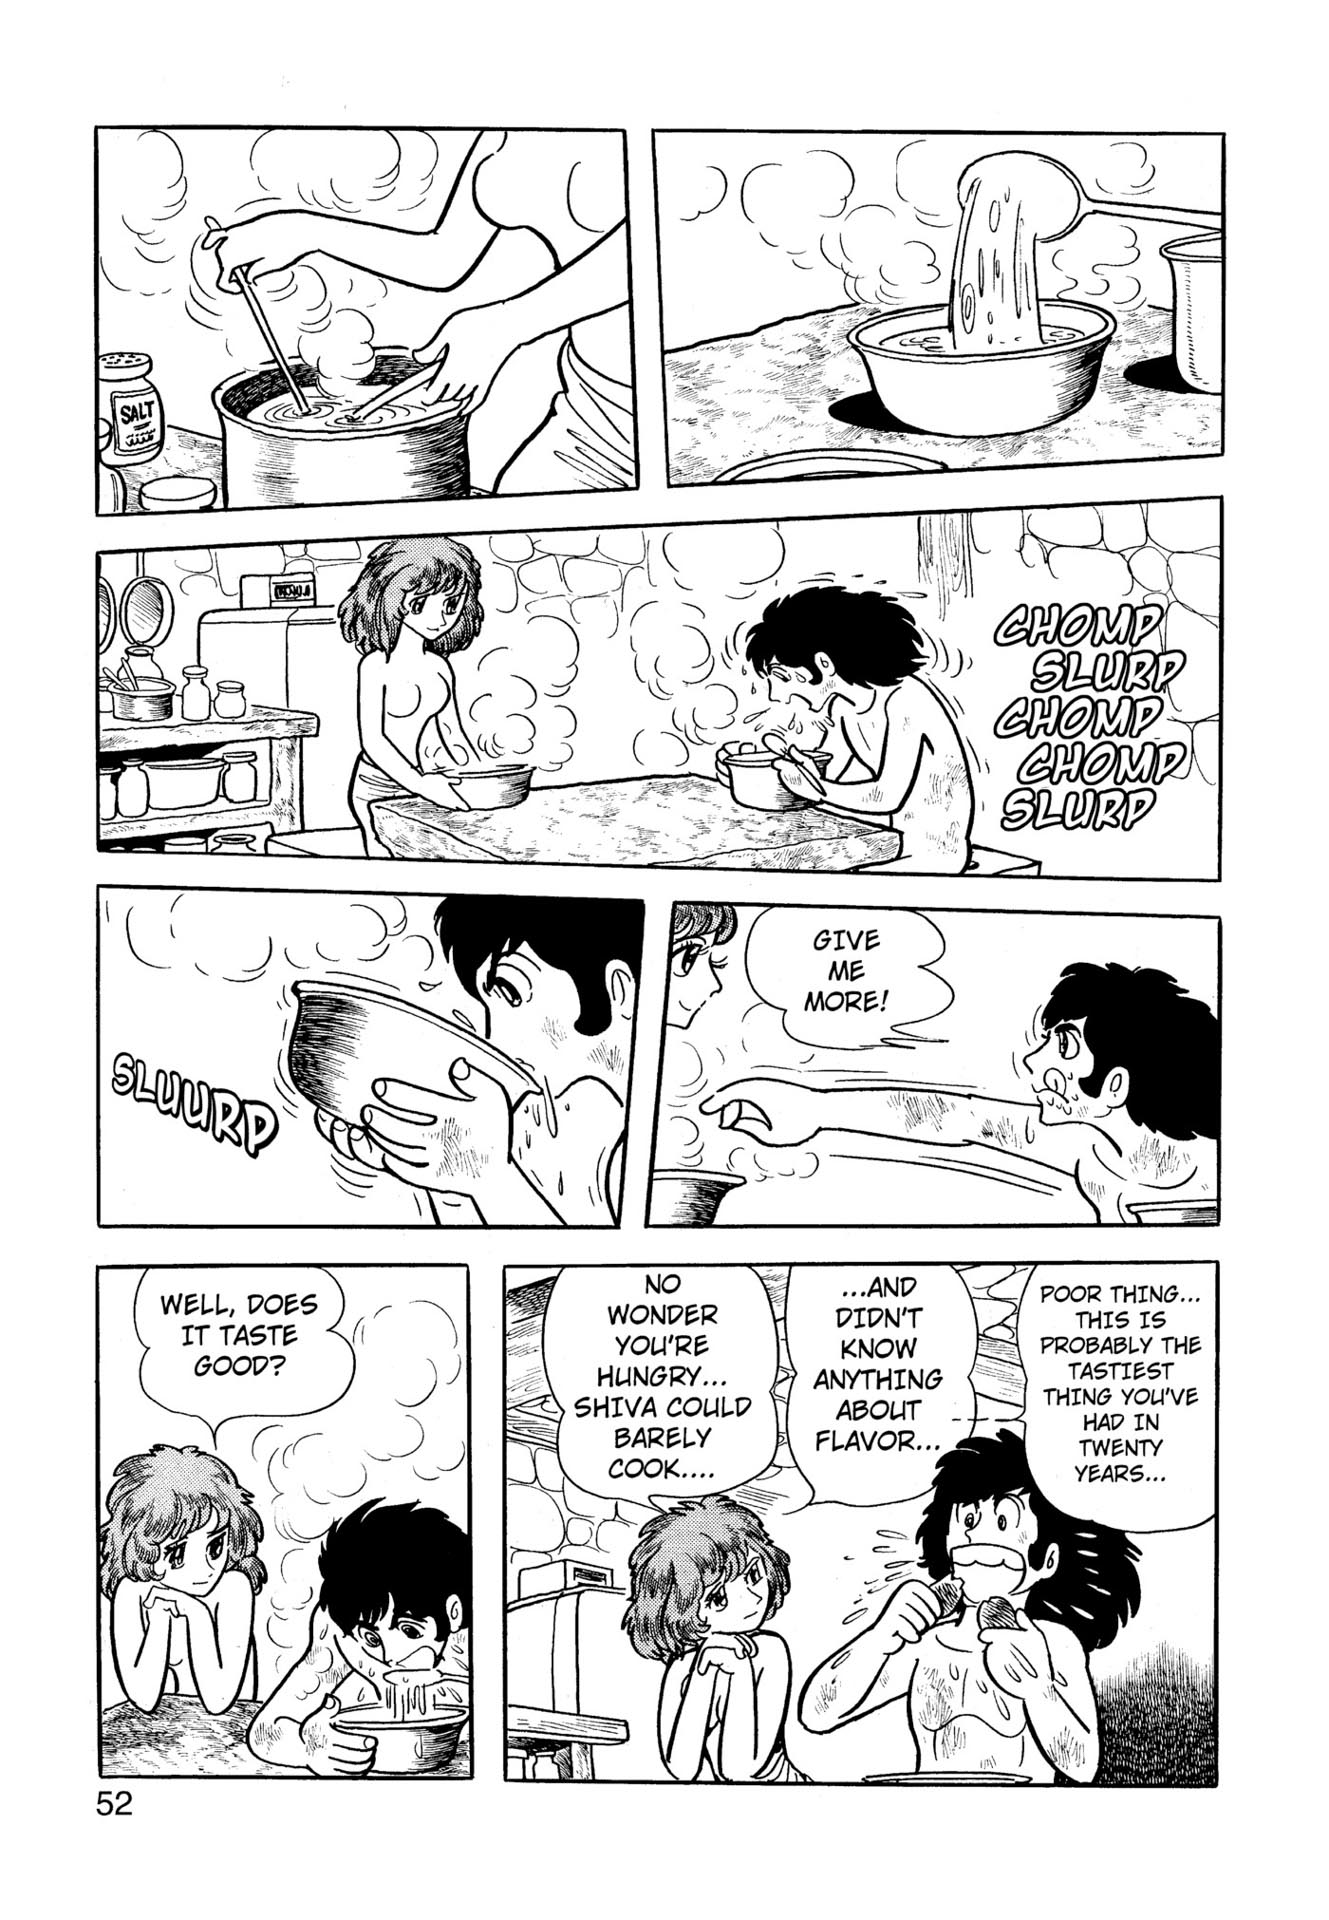 SALT
CHOMP
SLURP
CHOMP
CHOMP
SLURP
SLUURP
GIVE
ME
MORE!
WELL, DOES
IT TASTE
GOOD?
NO
WONDER
YOU'RE
HUNGRY...
SHIVA COULD
BARELY
COOK....
...AND
DIDN'T
KNOW
ANYTHING
ABOUT
FLAVOR...
POOR THING...
THIS IS
PROBABLY THE
TASTIEST
THING YOU'VE
HAD IN
TWENTY
YEARS...
52